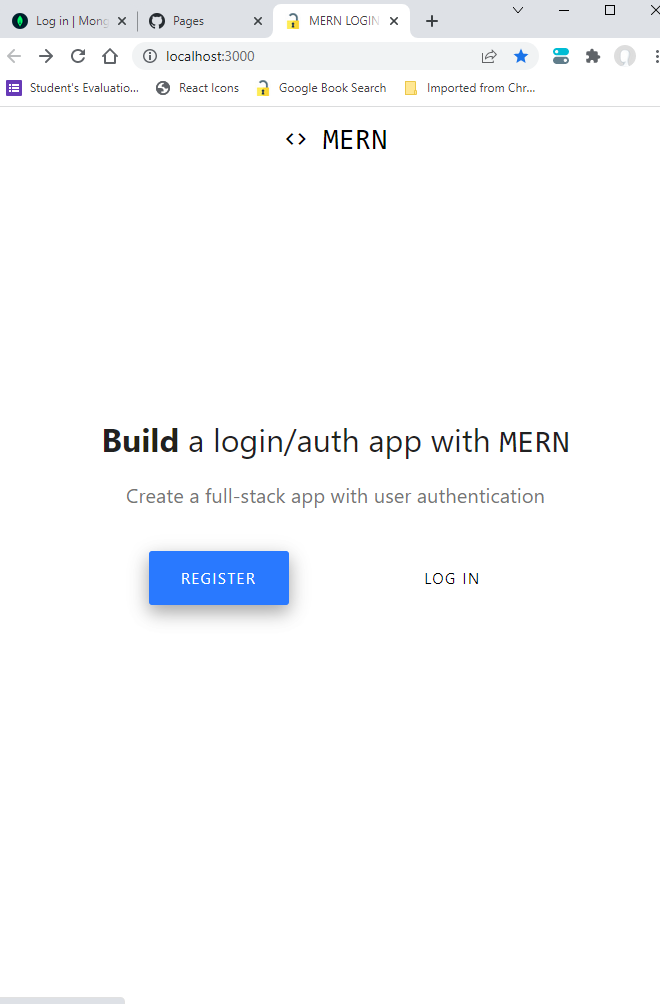 Log in | Mong
Pages
MERN LOGIN
localhost:3000
Student's Evaluatio...
React Icons
Google Book Search
Imported from Chr...
<> MERN
Build a login/auth app with MERN
Create a full-stack app with user authentication
REGISTER
LOG IN